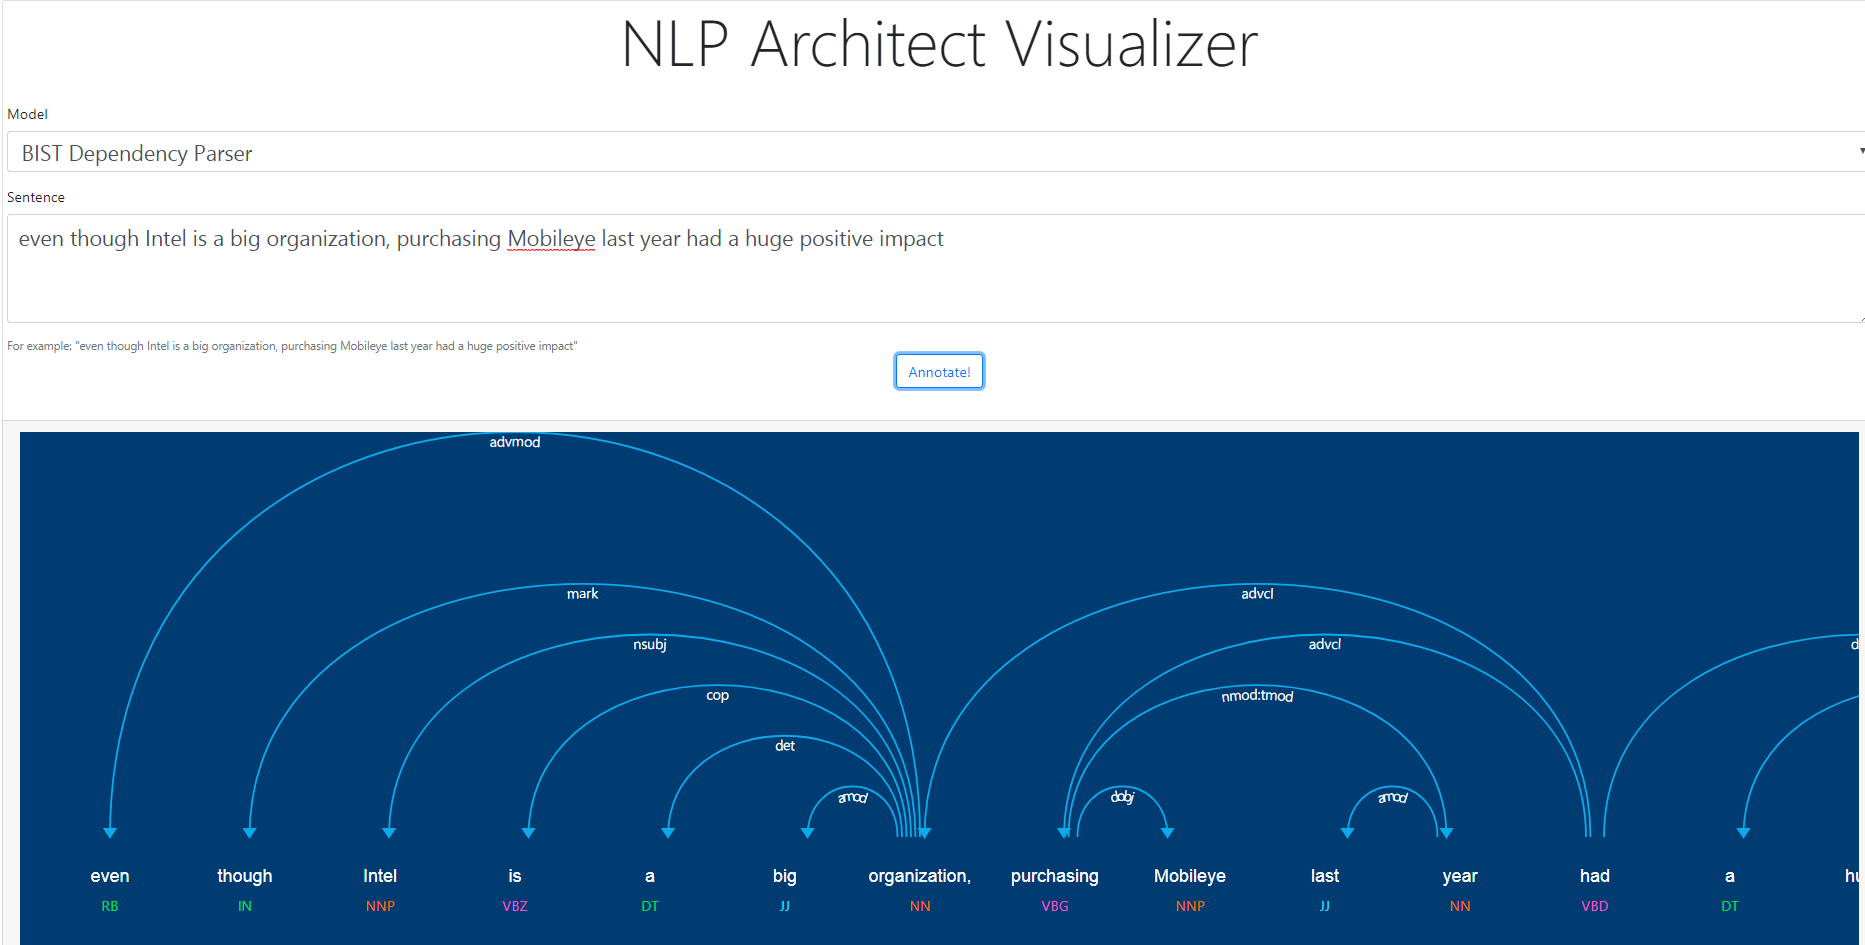 NLP Architect Visualizer
Model
BIST Dependency Parser
Sentence
even though Intel is a big organization, purchasing Mobileye last year had a huge positive impact
For example: "even though Intel is a big organization, purchasing Mobileye last year had a huge positive impact"
Annotate!
advmod
mark advcl
nsubj advcl d
cop nmod:tmod
det
amod dobj amod
even though Intel is a big organization, purchasing Mobileye last year had a hu
RB IN NNP VBZ DT JJ NN VBG NNP JJ NN VBD DT